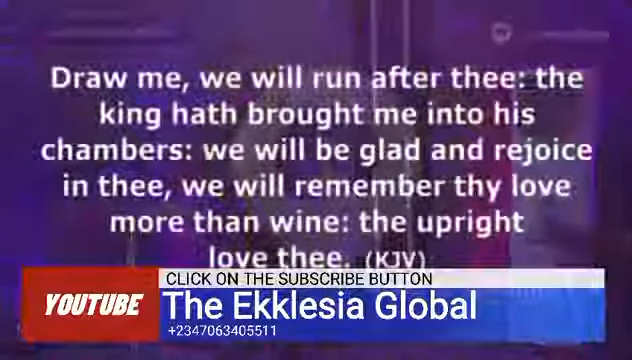 Draw me, we will run after thee: the
king hath brought me into his
chambers: we will be glad and rejoice
in thee, we will remember thy love
more than wine: the upright
love thee. (KJV)
CLICK ON THE SUBSCRIBE BUTTON
YOUTUBE
The Ekklesia Global
+2347063405511